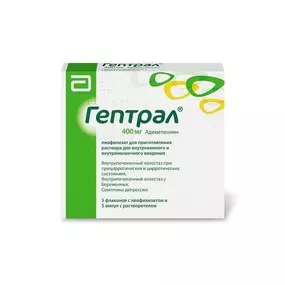 Гептрал®
400 мг Адеметионин
лиофилизат для приготовления
раствора для внутривенного и
внутримышечного введения
Внутрипеченочный холестаз при
прецирротических и цирротических
состояниях.
Внутрипеченочный холестаз у
беременных.
Симптомы депрессии
5 флаконов с лиофилизатом и
5 ампул с растворителем